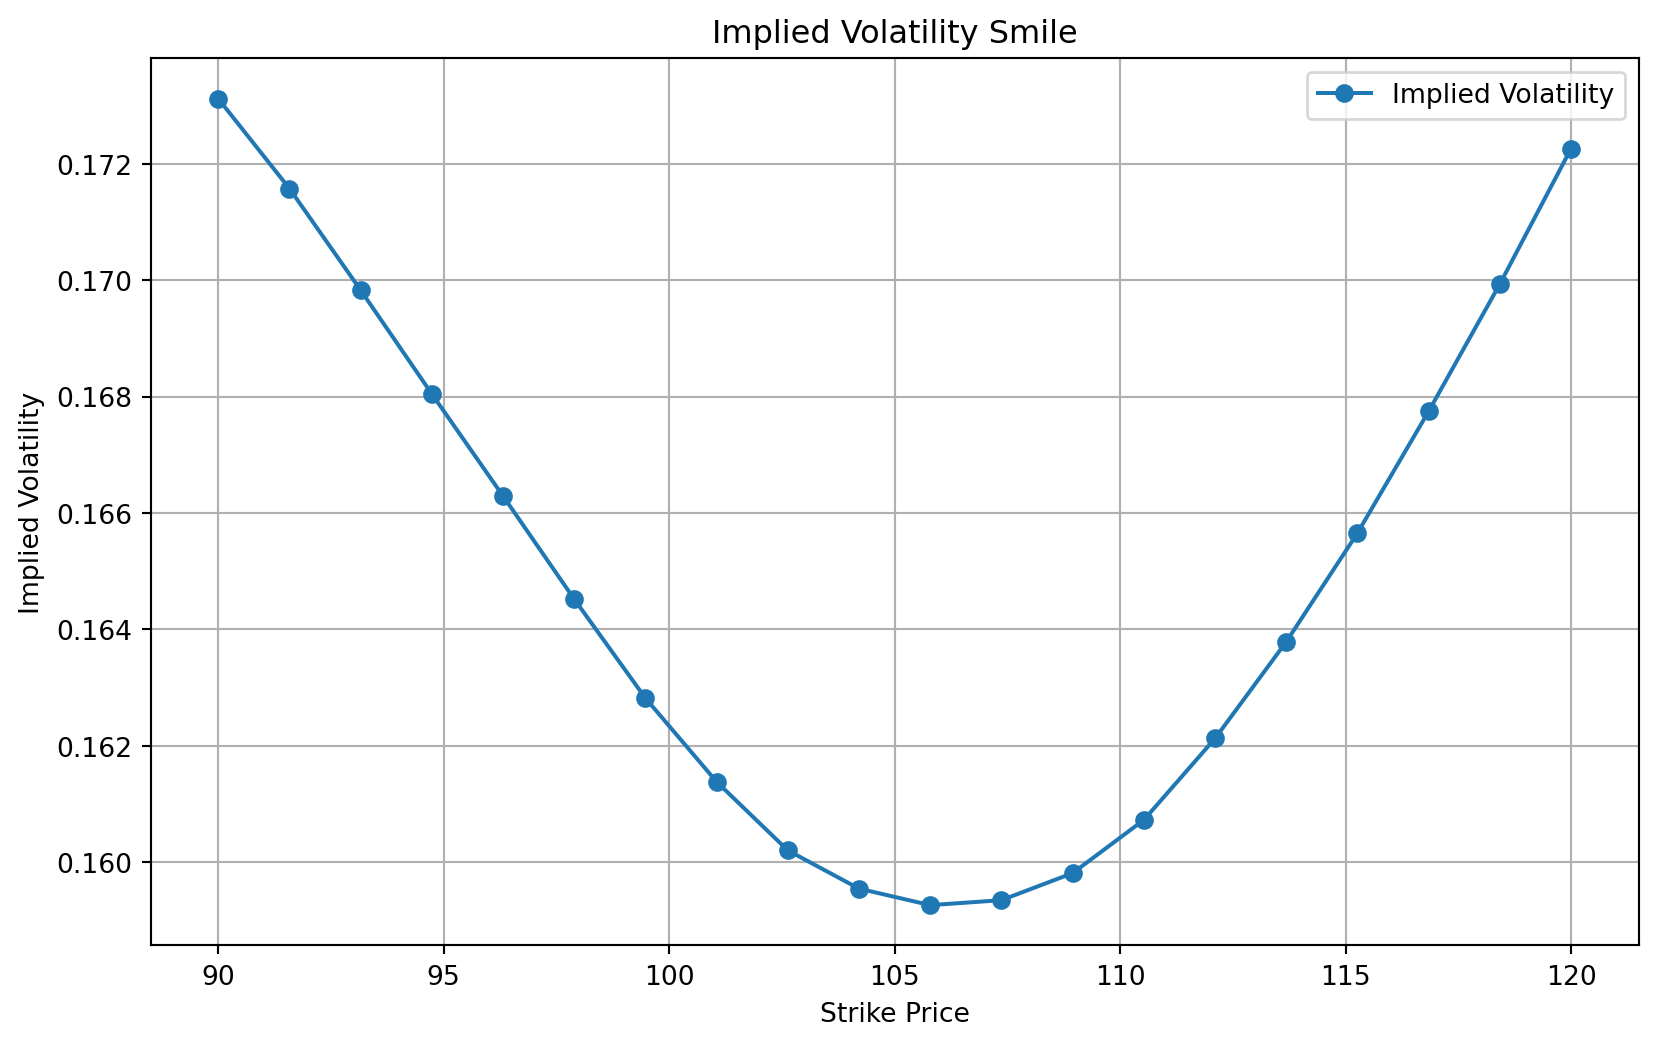 Implied Volatility Smile
Implied Volatility
Implied Volatility
0.172
0.170
0.168
0.166
0.164
0.162
0.160
90 95 100 105 110 115 120
Strike Price